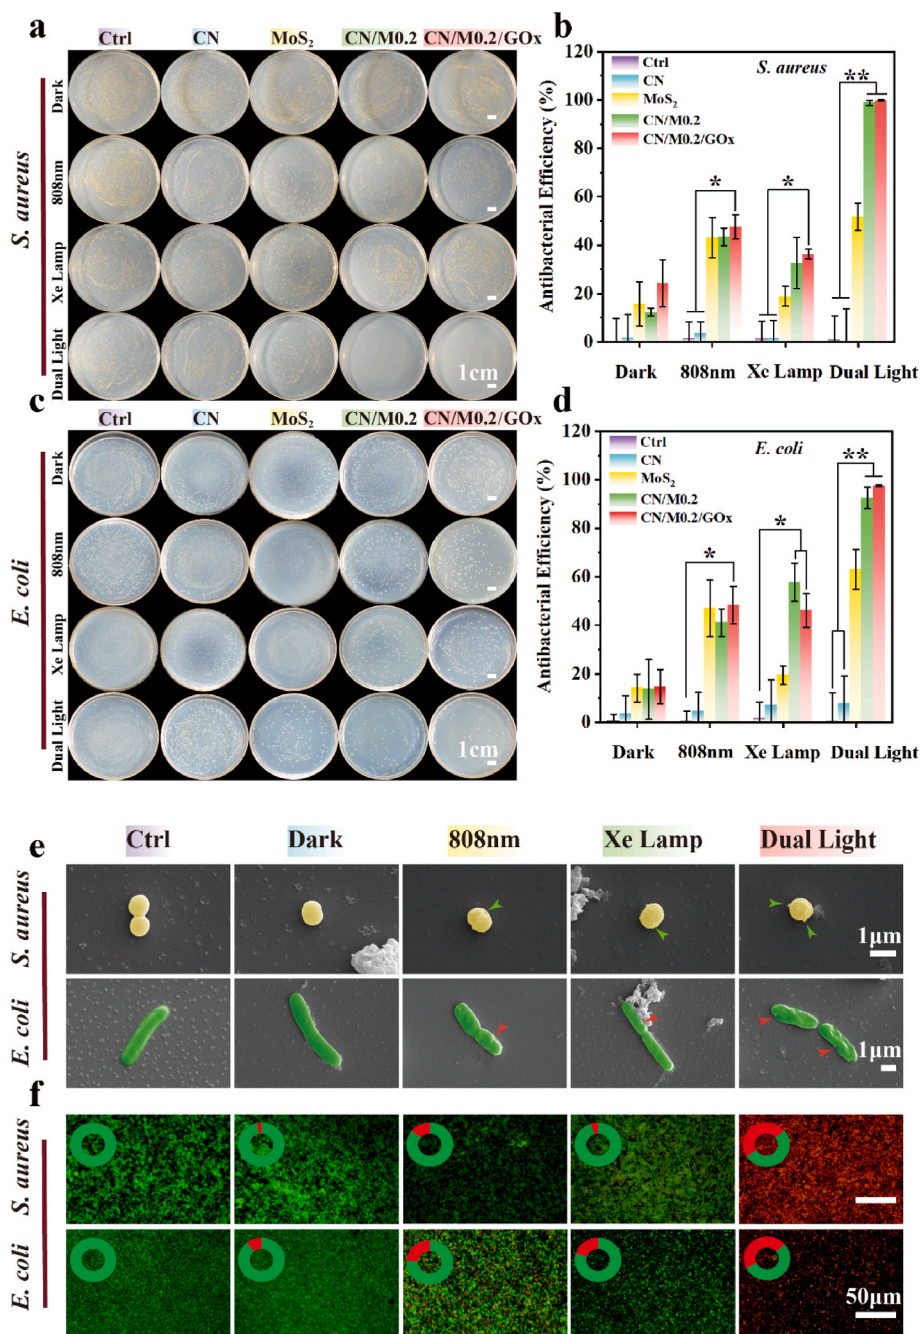 a
Ctrl CN MoS₂ CN/M0.2 CN/M0.2/GOx
S. aureus
Dark
808nm
Xe Lamp
Dual Light
1cm
b
Antibacterial Efficiency (%)
120
100
80
60
40
20
0
Ctrl
CN
MoS₂
CN/M0.2
CN/M0.2/GOx
S. aureus
*
*
**
Dark 808nm Xe Lamp Dual Light
c
Ctrl CN MoS₂ CN/M0.2 CN/M0.2/GOx
E. coli
Dark
808nm
Xe Lamp
Dual Light
1cm
d
Antibacterial Efficiency (%)
120
100
80
60
40
20
0
Ctrl
CN
MoS₂
CN/M0.2
CN/M0.2/GOx
E. coli
*
*
**
Dark 808nm Xe Lamp Dual Light
e
Ctrl Dark 808nm Xe Lamp Dual Light
S. aureus
1μm
E. coli
1μm
f
S. aureus
E. coli
50μm